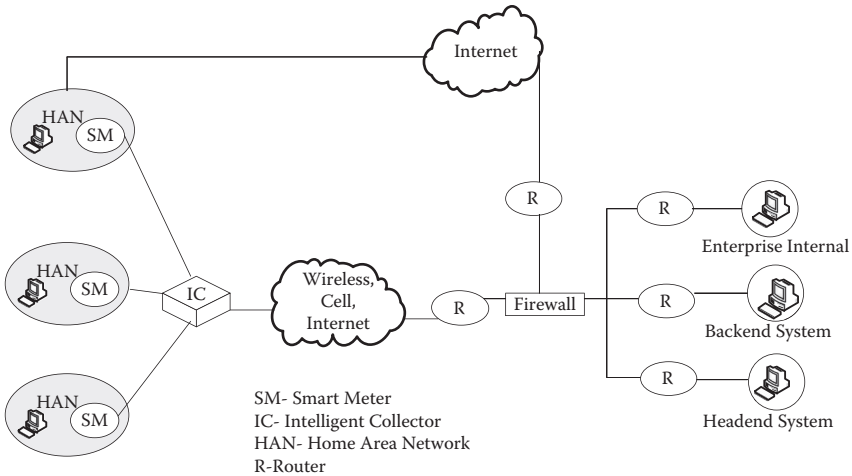 Internet
HAN
SM
R
R
Enterprise Internal
HAN
SM
IC
Wireless,
Cell,
Internet
R
Firewall
R
Backend System
HAN
SM
R
Headend System
SM- Smart Meter
IC- Intelligent Collector
HAN- Home Area Network
R-Router